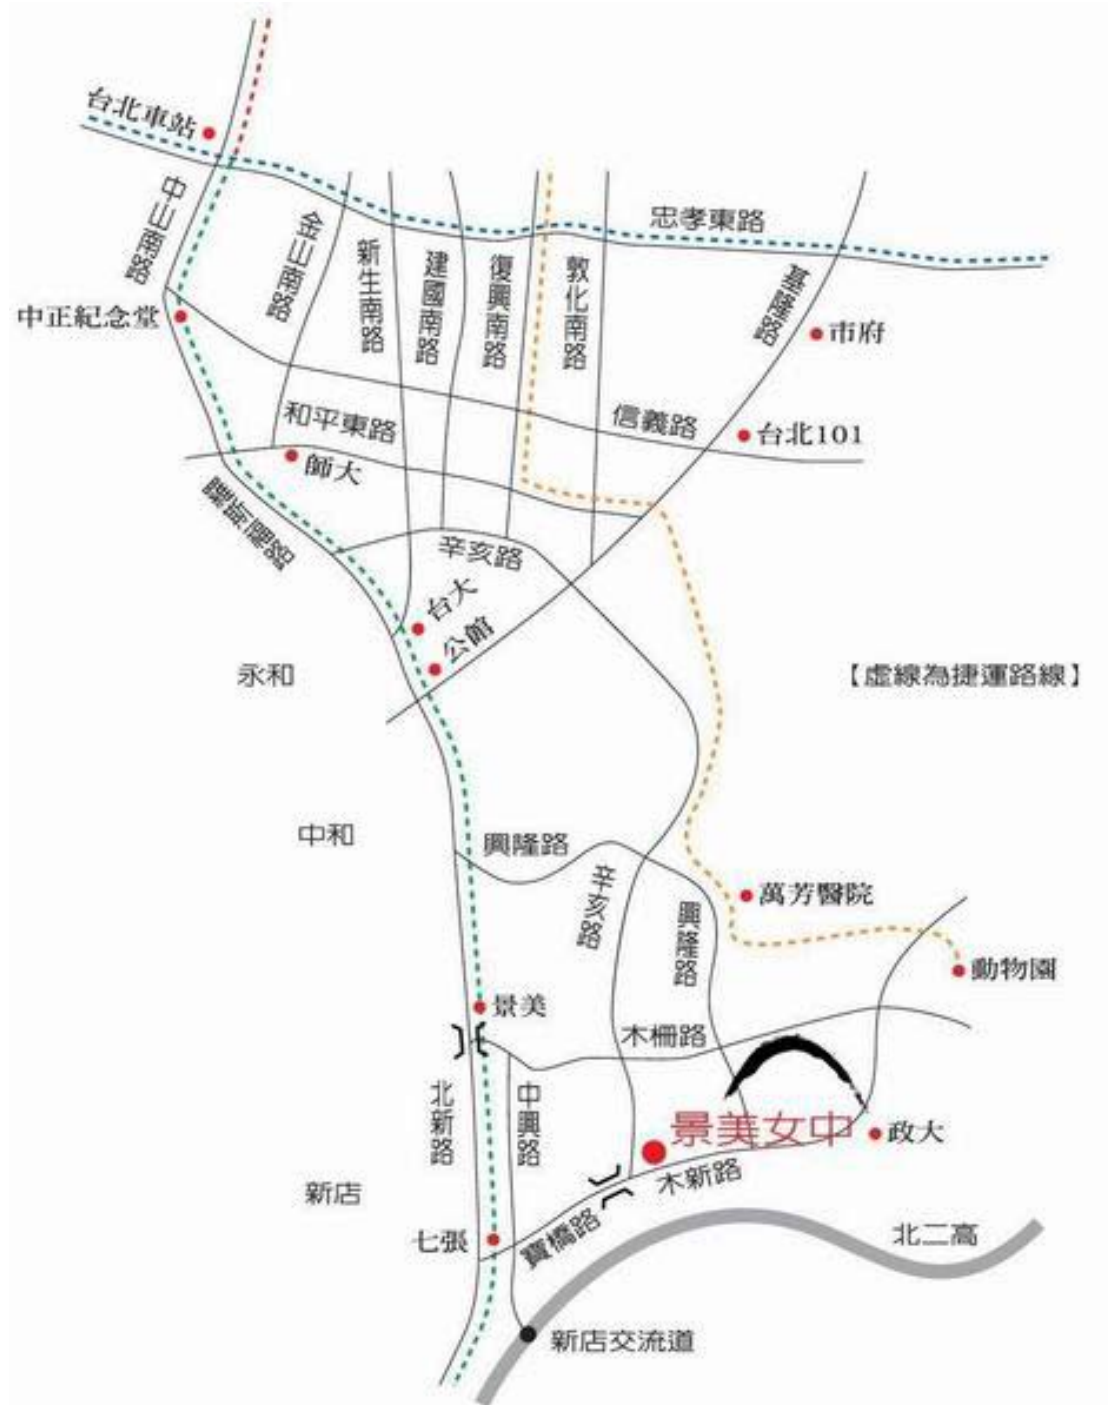 台北車站
中山南路
金山南路
新生南路
建國南路
復興南路
敦化南路
忠孝東路
基隆路
中正紀念堂
市府
和平東路
信義路
台北101
師大
羅斯福路
辛亥路
台大
公館
永和
【虛線為捷運路線】
中和
興隆路
辛亥路
興隆路
萬芳醫院
動物園
景美
木柵路
北新路
中興路
景美女中
政大
木新路
新店
七張
寶橋路
北二高
新店交流道